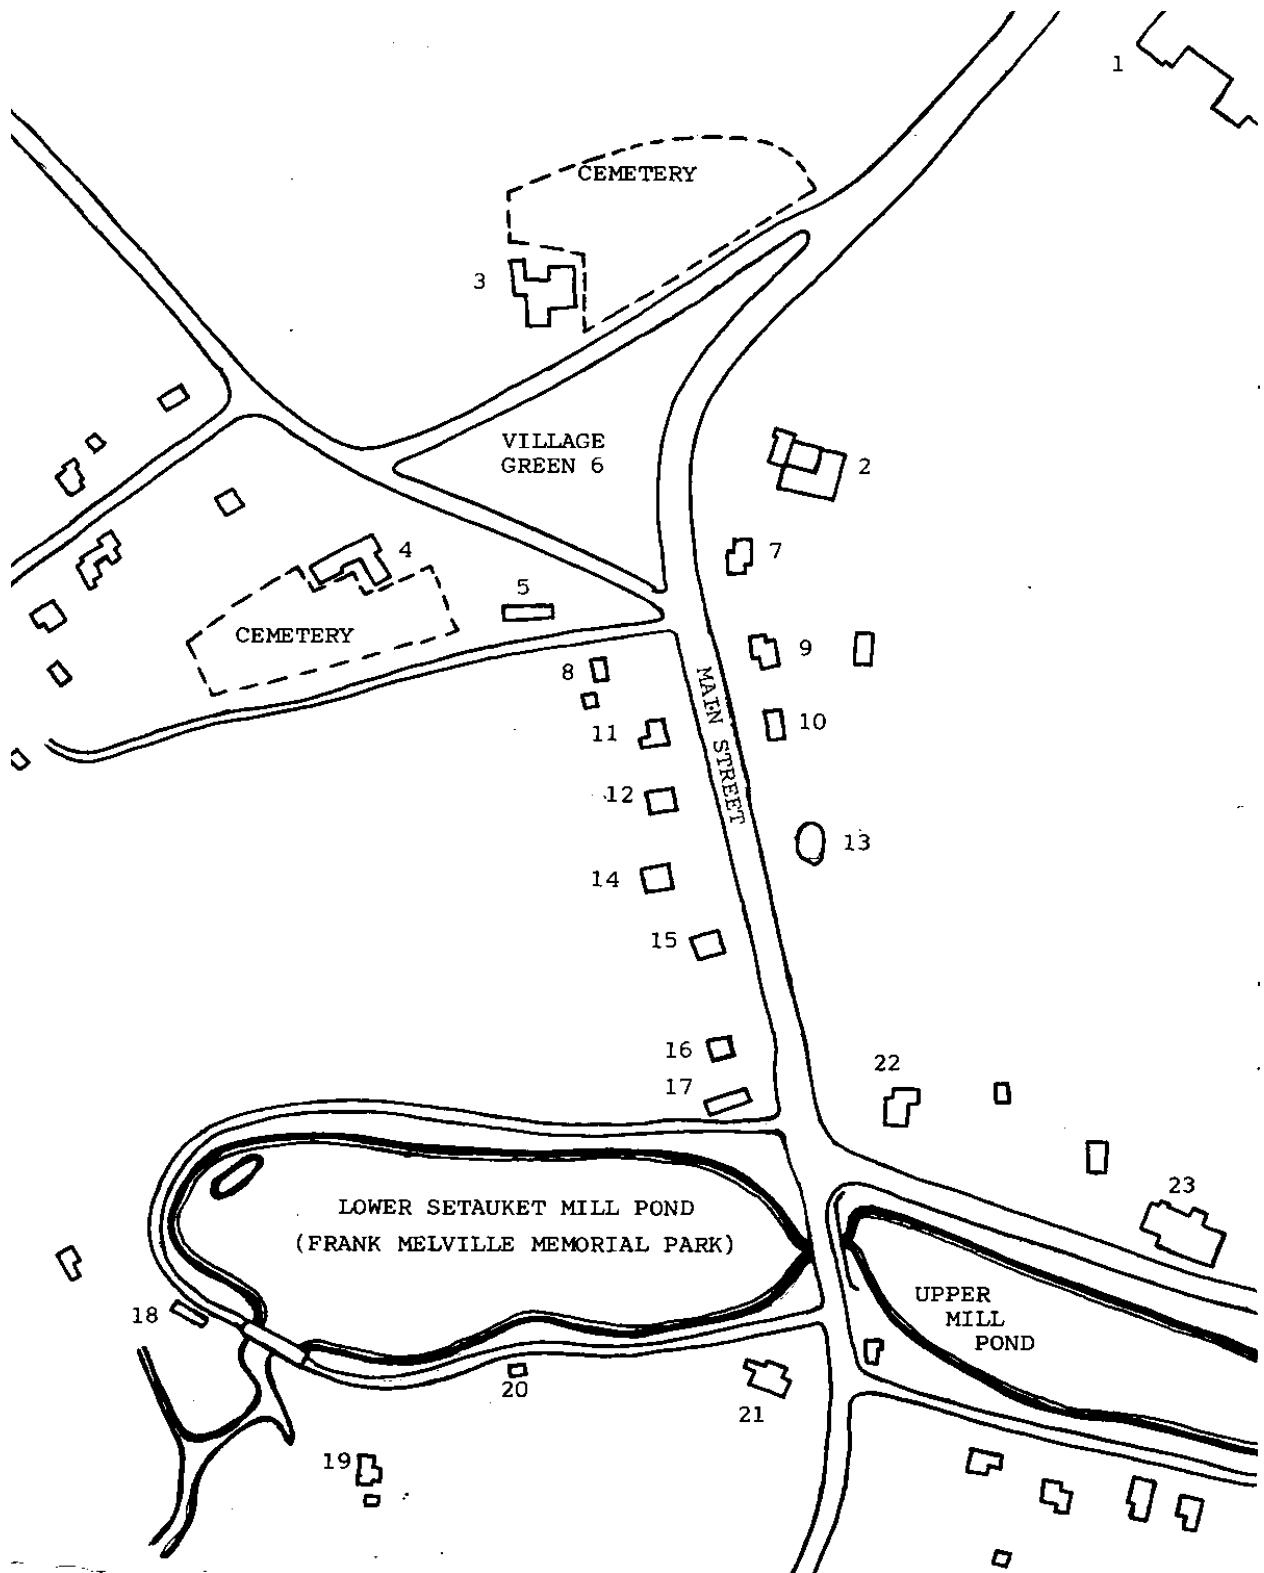 1
CEMETERY
3
VILLAGE
GREEN 6
2
4
7
5
CEMETERY
8
9
MAIN STREET
11
10
12
13
14
15
16
17
22
23
LOWER SETAUKET MILL POND
(FRANK MELVILLE MEMORIAL PARK)
18
UPPER
MILL
POND
20
21
19